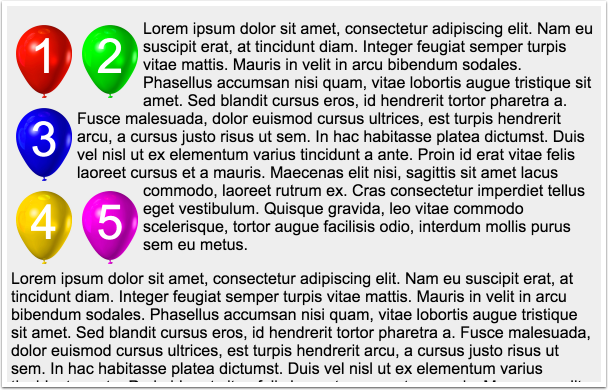 1 2
3
4 5
Lorem ipsum dolor sit amet, consectetur adipiscing elit. Nam eu
suscipit erat, at tincidunt diam. Integer feugiat semper turpis
vitae mattis. Mauris in velit in arcu bibendum sodales.
Phasellus accumsan nisi quam, vitae lobortis augue tristique sit
amet. Sed blandit cursus eros, id hendrerit tortor pharetra a.
Fusce malesuada, dolor euismod cursus ultrices, est turpis hendrerit
arcu, a cursus justo risus ut sem. In hac habitasse platea dictumst. Duis
vel nisl ut ex elementum varius tincidunt a ante. Proin id erat vitae felis
laoreet cursus et a mauris. Maecenas elit nisi, sagittis sit amet lacus
commodo, laoreet rutrum ex. Cras consectetur imperdiet tellus
eget vestibulum. Quisque gravida, leo vitae commodo
scelerisque, tortor augue facilisis odio, interdum mollis purus
sem eu metus.
Lorem ipsum dolor sit amet, consectetur adipiscing elit. Nam eu suscipit erat, at
tincidunt diam. Integer feugiat semper turpis vitae mattis. Mauris in velit in arcu
bibendum sodales. Phasellus accumsan nisi quam, vitae lobortis augue tristique
sit amet. Sed blandit cursus eros, id hendrerit tortor pharetra a. Fusce malesuada,
dolor euismod cursus ultrices, est turpis hendrerit arcu, a cursus justo risus ut
sem. In hac habitasse platea dictumst. Duis vel nisl ut ex elementum varius